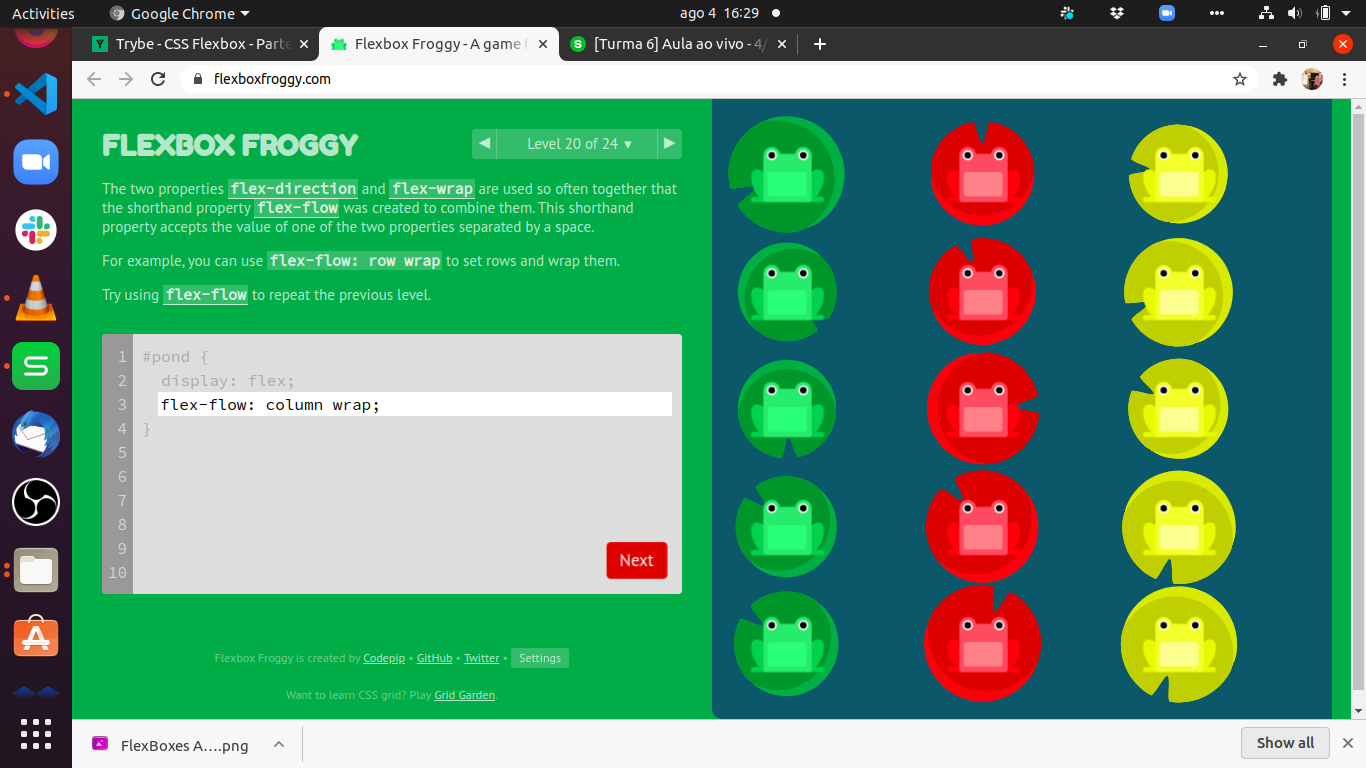 Activities
Google Chrome
ago 4 16:29
Trybe - CSS Flexbox - Parte
Flexbox Froggy - A game f
[Turma 6] Aula ao vivo - 4/
flexboxfroggy.com
FLEXBOX FROGGY
Level 20 of 24
The two properties flex-direction and flex-wrap are used so often together that
the shorthand property flex-flow was created to combine them. This shorthand
property accepts the value of one of the two properties separated by a space.
For example, you can use flex-flow: row wrap to set rows and wrap them.
Try using flex-flow to repeat the previous level.
1 #pond {
2 display: flex;
3 flex-flow: column wrap;
4 }
5
6
7
8
9
10
Next
Flexbox Froggy is created by Codepip • GitHub • Twitter • Settings
Want to learn CSS grid? Play Grid Garden.
FlexBoxes A….png
Show all